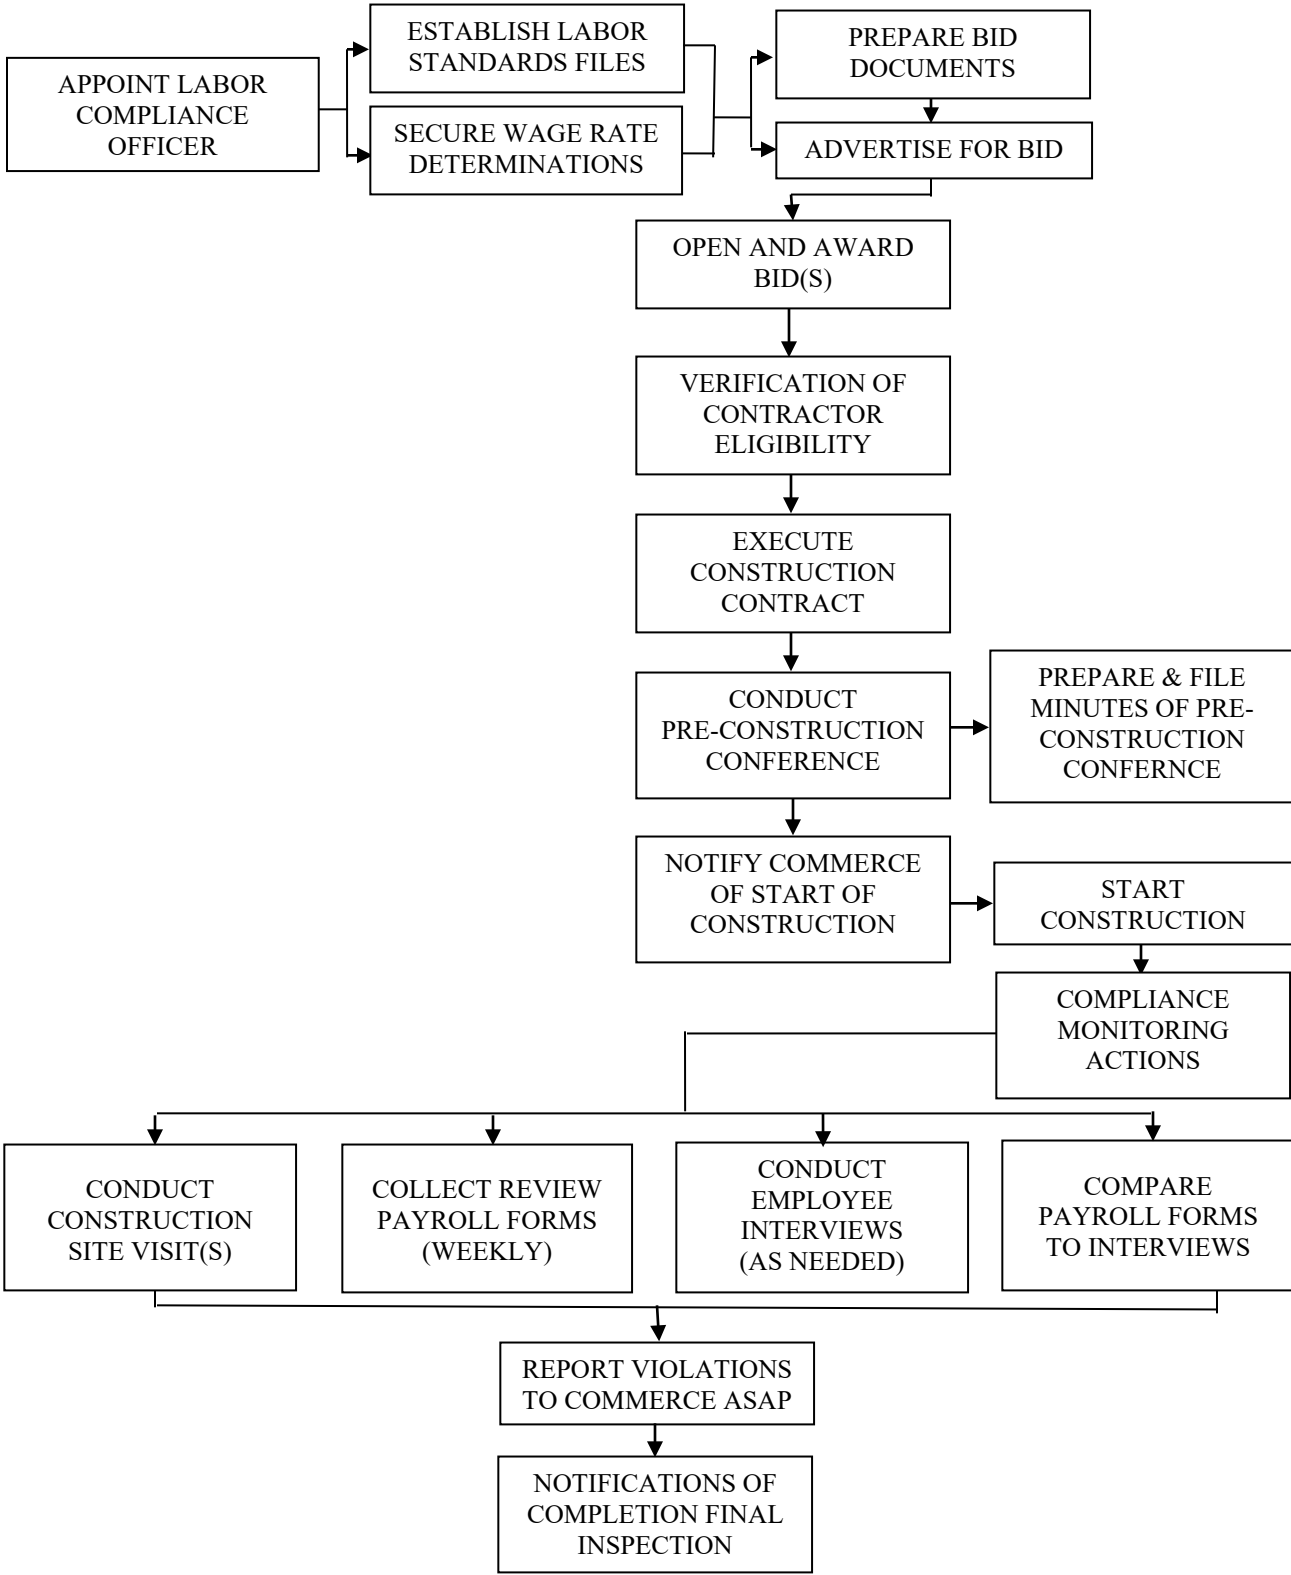 APPOINT LABOR
COMPLIANCE
OFFICER
ESTABLISH LABOR
STANDARDS FILES
SECURE WAGE RATE
DETERMINATIONS
PREPARE BID
DOCUMENTS
ADVERTISE FOR BID
OPEN AND AWARD
BID(S)
VERIFICATION OF
CONTRACTOR
ELIGIBILITY
EXECUTE
CONSTRUCTION
CONTRACT
CONDUCT
PRE-CONSTRUCTION
CONFERENCE
PREPARE & FILE
MINUTES OF PRE-
CONSTRUCTION
CONFERNCE
NOTIFY COMMERCE
OF START OF
CONSTRUCTION
START
CONSTRUCTION
COMPLIANCE
MONITORING
ACTIONS
CONDUCT
CONSTRUCTION
SITE VISIT(S)
COLLECT REVIEW
PAYROLL FORMS
(WEEKLY)
CONDUCT
EMPLOYEE
INTERVIEWS
(AS NEEDED)
COMPARE
PAYROLL FORMS
TO INTERVIEWS
REPORT VIOLATIONS
TO COMMERCE ASAP
NOTIFICATIONS OF
COMPLETION FINAL
INSPECTION